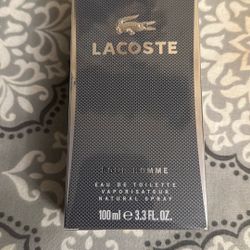 LACOSTE
POUR HOMME
EAU DE TOILETTE
VAPORISATEUR
NATURAL SPRAY
100 ml e 3.3 FL. OZ.